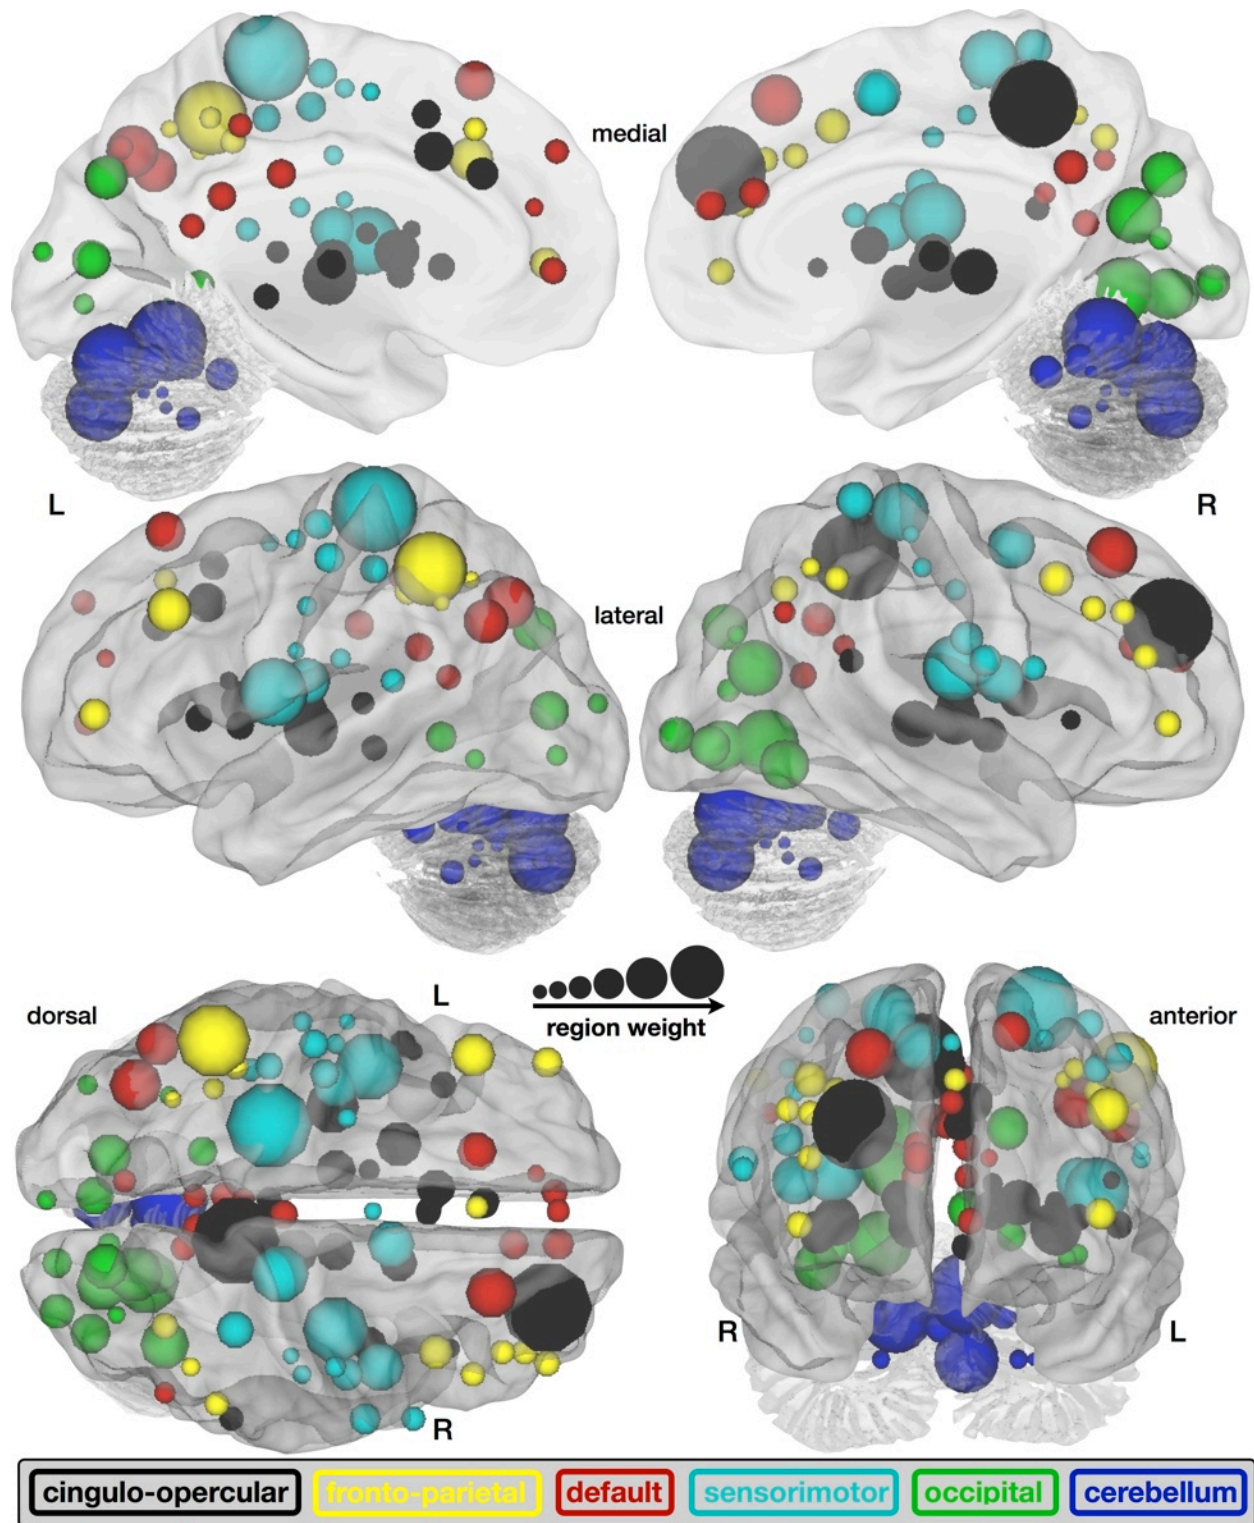 medial
L
R
lateral
L
dorsal
region weight
anterior
R
L
R
cingulo-opercular fronto-parietal default sensorimotor occipital cerebellum